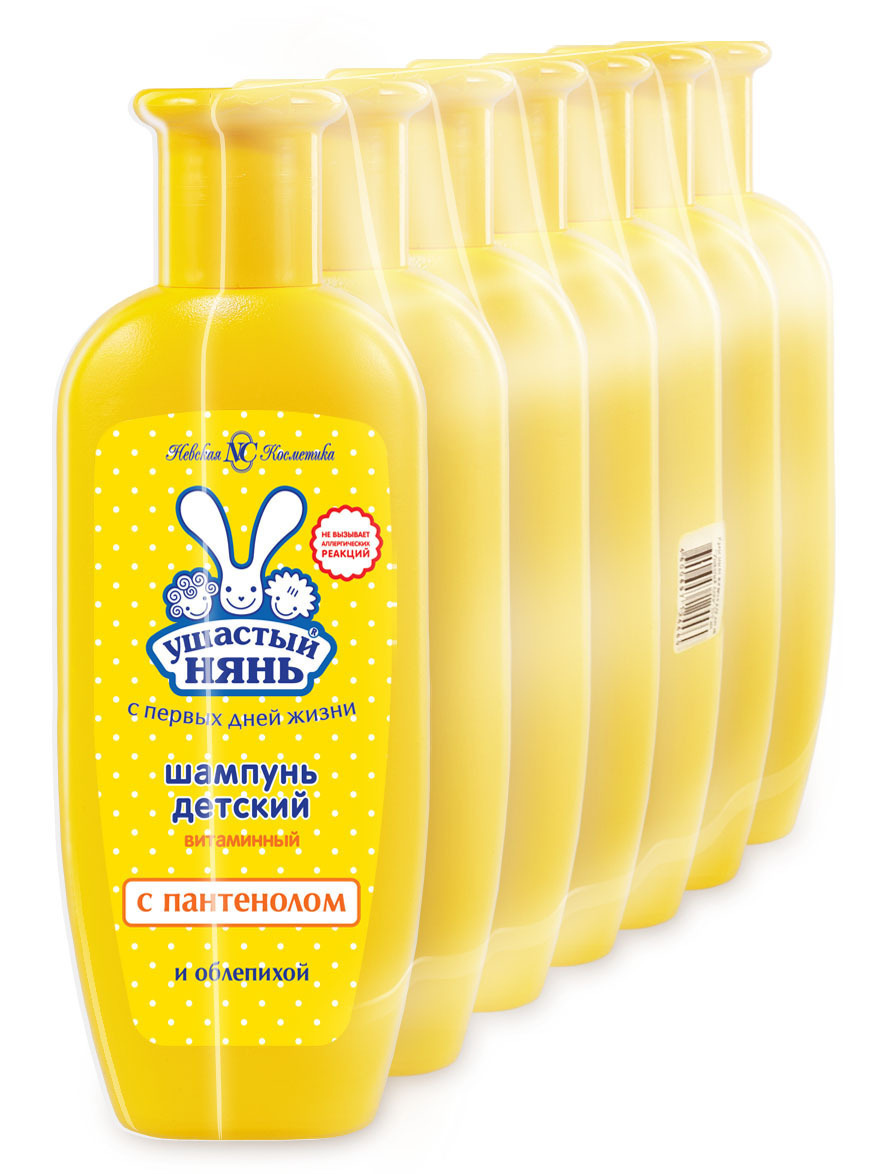 Невская NC Косметика
НЕ ВЫЗЫВАЕТ
АЛЛЕРГИЧЕСКИХ
РЕАКЦИЙ
УШАСТЫЙ®
НЯНЬ
с первых дней жизни
шампунь
детский
витаминный
с пантенолом
и облепихой